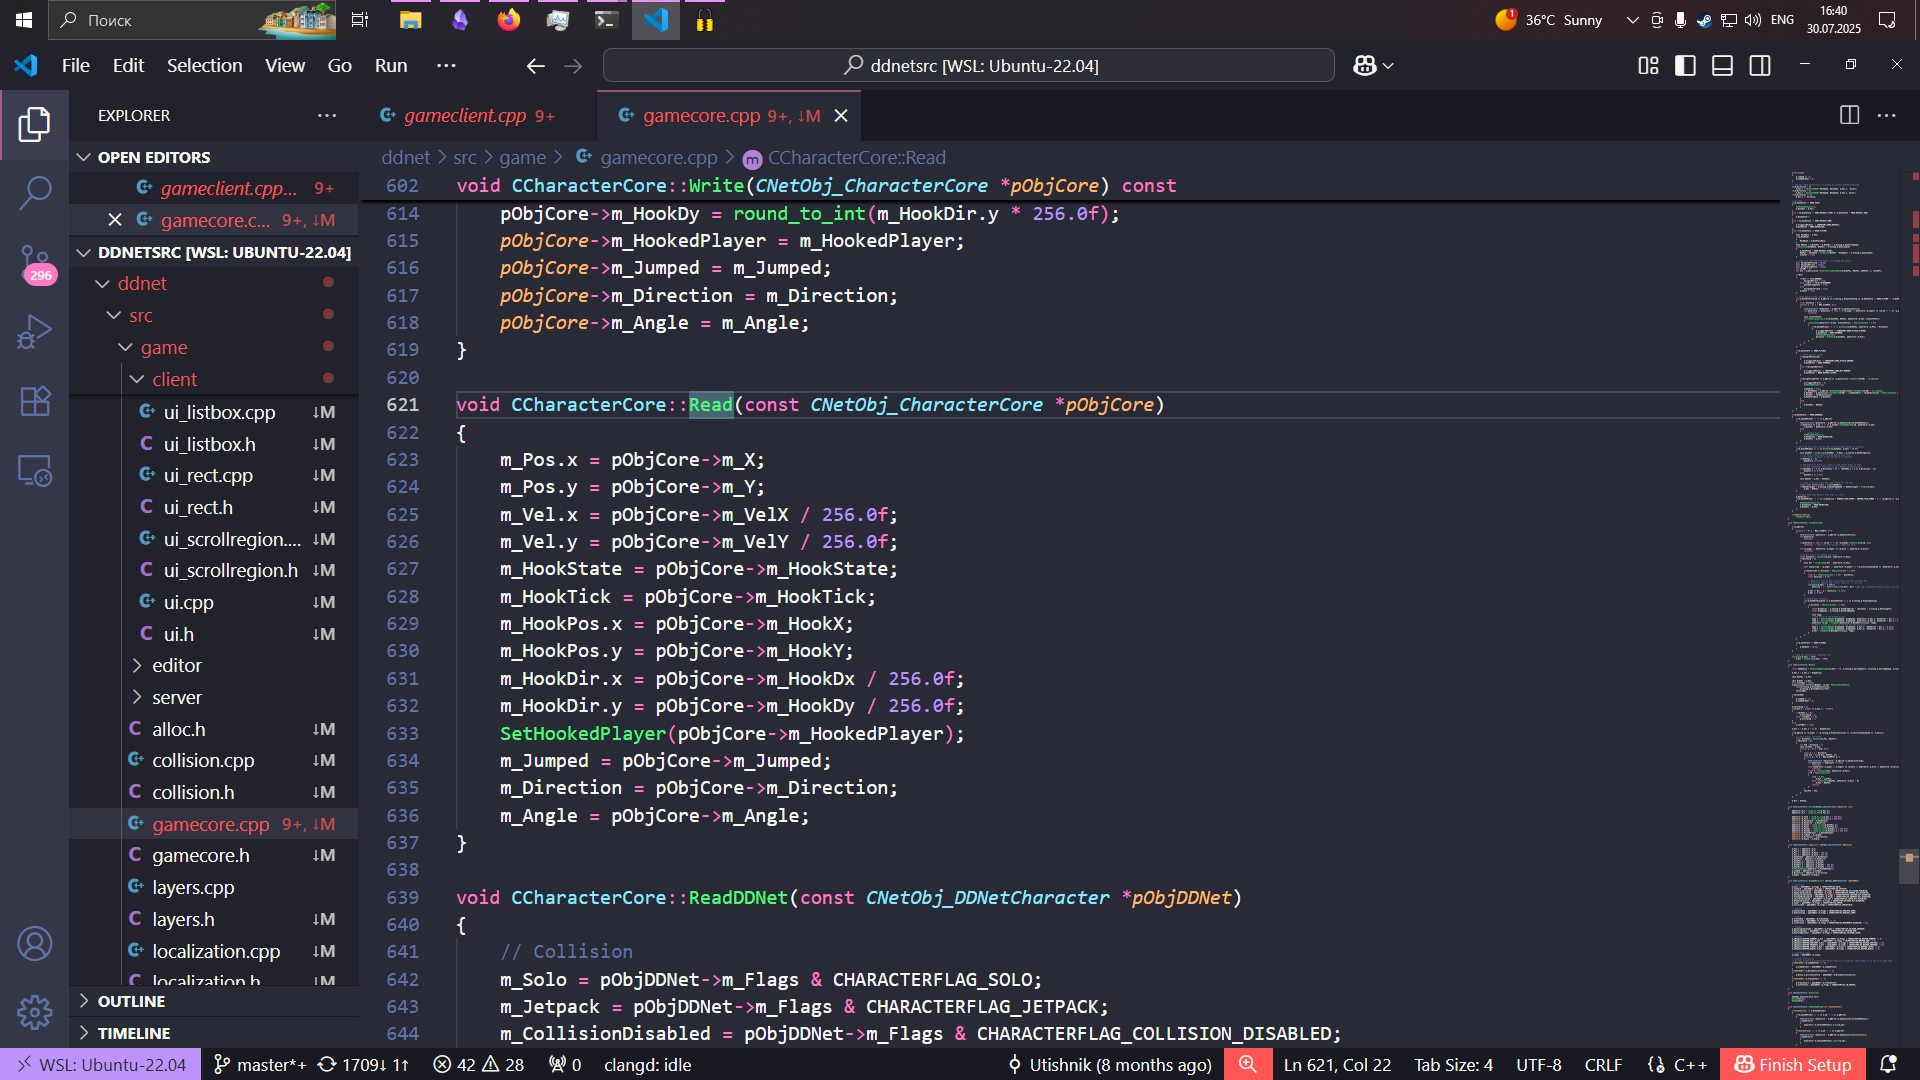 Поиск
1
36°C Sunny
ENG
16:40
30.07.2025
File Edit Selection View Go Run
ddnetsrc [WSL: Ubuntu-22.04]
EXPLORER
gameclient.cpp 9+
gamecore.cpp 9+, ↓M
OPEN EDITORS
gameclient.cpp... 9+
gamecore.c... 9+, ↓M
DDNETSRC [WSL: UBUNTU-22.04]
ddnet
src
game
client
ui_listbox.cpp ↓M
ui_listbox.h ↓M
ui_rect.cpp ↓M
ui_rect.h ↓M
ui_scrollregion.... ↓M
ui_scrollregion.h ↓M
ui.cpp ↓M
ui.h ↓M
editor
server
alloc.h ↓M
collision.cpp ↓M
collision.h ↓M
gamecore.cpp 9+, ↓M
gamecore.h ↓M
layers.cpp
layers.h ↓M
localization.cpp ↓M
localization.h ↓M
OUTLINE
TIMELINE
296
ddnet > src > game > gamecore.cpp > m CCharacterCore::Read
602 void CCharacterCore::Write(CNetObj_CharacterCore *pObjCore) const
614 pObjCore->m_HookDy = round_to_int(m_HookDir.y * 256.0f);
615 pObjCore->m_HookedPlayer = m_HookedPlayer;
616 pObjCore->m_Jumped = m_Jumped;
617 pObjCore->m_Direction = m_Direction;
618 pObjCore->m_Angle = m_Angle;
619 }
620
621 void CCharacterCore::Read(const CNetObj_CharacterCore *pObjCore)
622 {
623 m_Pos.x = pObjCore->m_X;
624 m_Pos.y = pObjCore->m_Y;
625 m_Vel.x = pObjCore->m_VelX / 256.0f;
626 m_Vel.y = pObjCore->m_VelY / 256.0f;
627 m_HookState = pObjCore->m_HookState;
628 m_HookTick = pObjCore->m_HookTick;
629 m_HookPos.x = pObjCore->m_HookX;
630 m_HookPos.y = pObjCore->m_HookY;
631 m_HookDir.x = pObjCore->m_HookDx / 256.0f;
632 m_HookDir.y = pObjCore->m_HookDy / 256.0f;
633 SetHookedPlayer(pObjCore->m_HookedPlayer);
634 m_Jumped = pObjCore->m_Jumped;
635 m_Direction = pObjCore->m_Direction;
636 m_Angle = pObjCore->m_Angle;
637 }
638
639 void CCharacterCore::ReadDDNet(const CNetObj_DDNetCharacter *pObjDDNet)
640 {
641 // Collision
642 m_Solo = pObjDDNet->m_Flags & CHARACTERFLAG_SOLO;
643 m_Jetpack = pObjDDNet->m_Flags & CHARACTERFLAG_JETPACK;
644 m_CollisionDisabled = pObjDDNet->m_Flags & CHARACTERFLAG_COLLISION_DISABLED;
WSL: Ubuntu-22.04 master*+ 1709↓ 1↑ 42 28 0 clangd: idle Utishnik (8 months ago) Ln 621, Col 22 Tab Size: 4 UTF-8 CRLF {} C++ Finish Setup